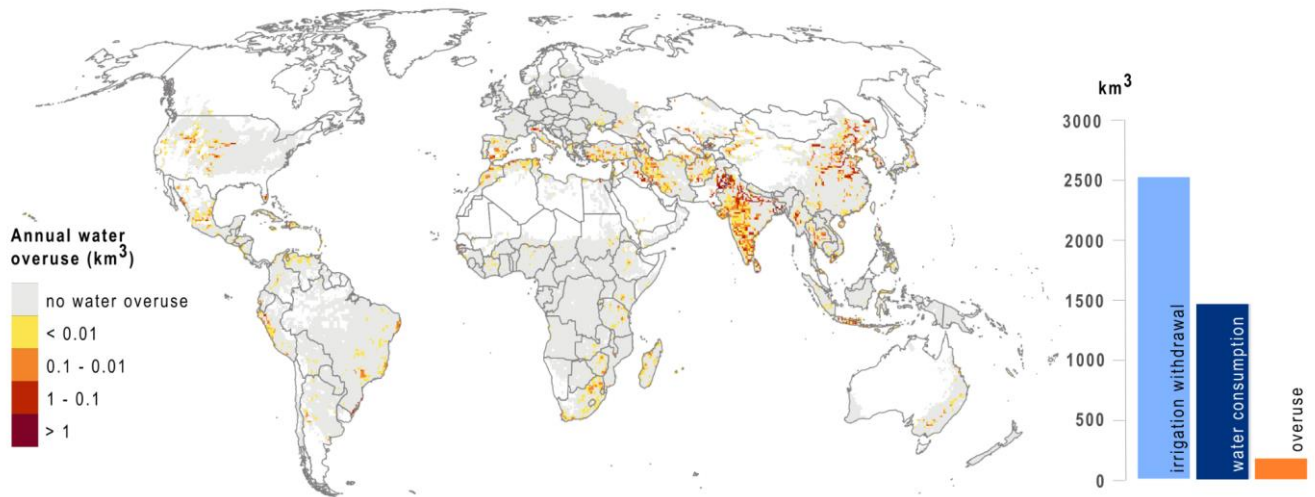 Annual water
overuse (km³)
no water overuse
< 0.01
0.1 - 0.01
1 - 0.1
> 1
km³
3000
2500
2000
1500
1000
500
0
irrigation withdrawal
water consumption
overuse